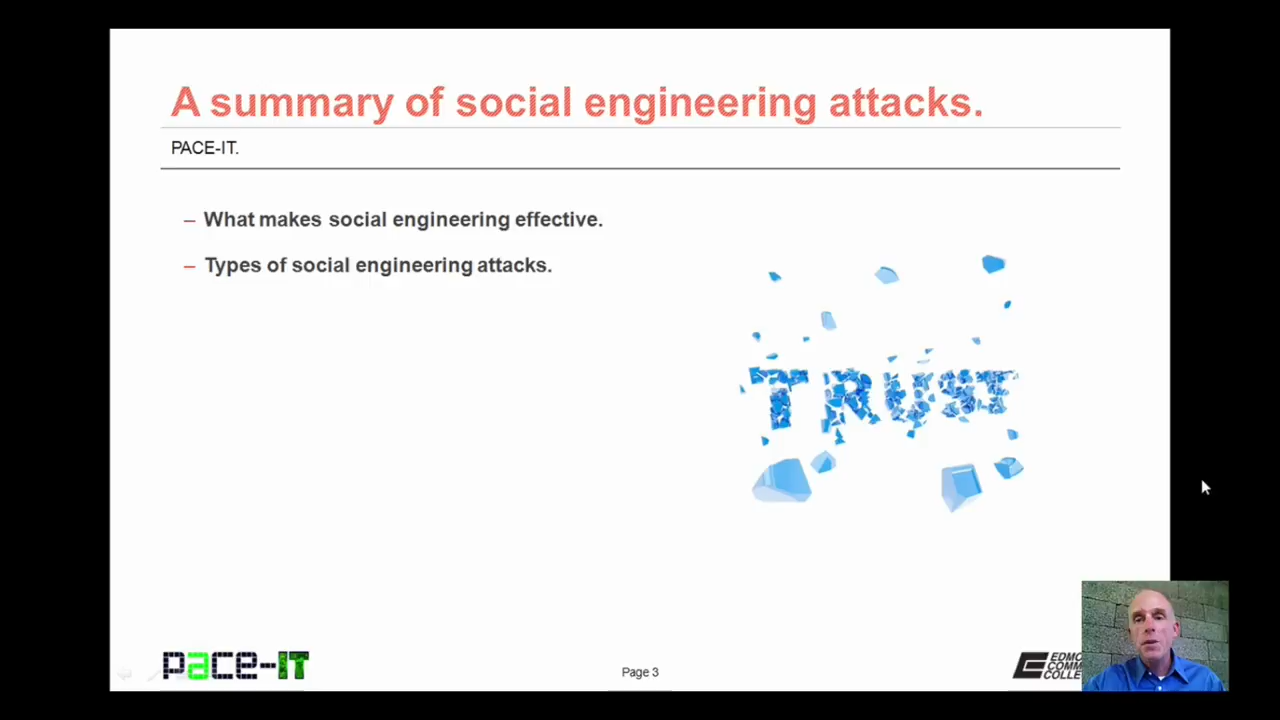 A summary of social engineering attacks.
PACE-IT.
– What makes social engineering effective.
– Types of social engineering attacks.
TRUST
pace-IT
Page 3